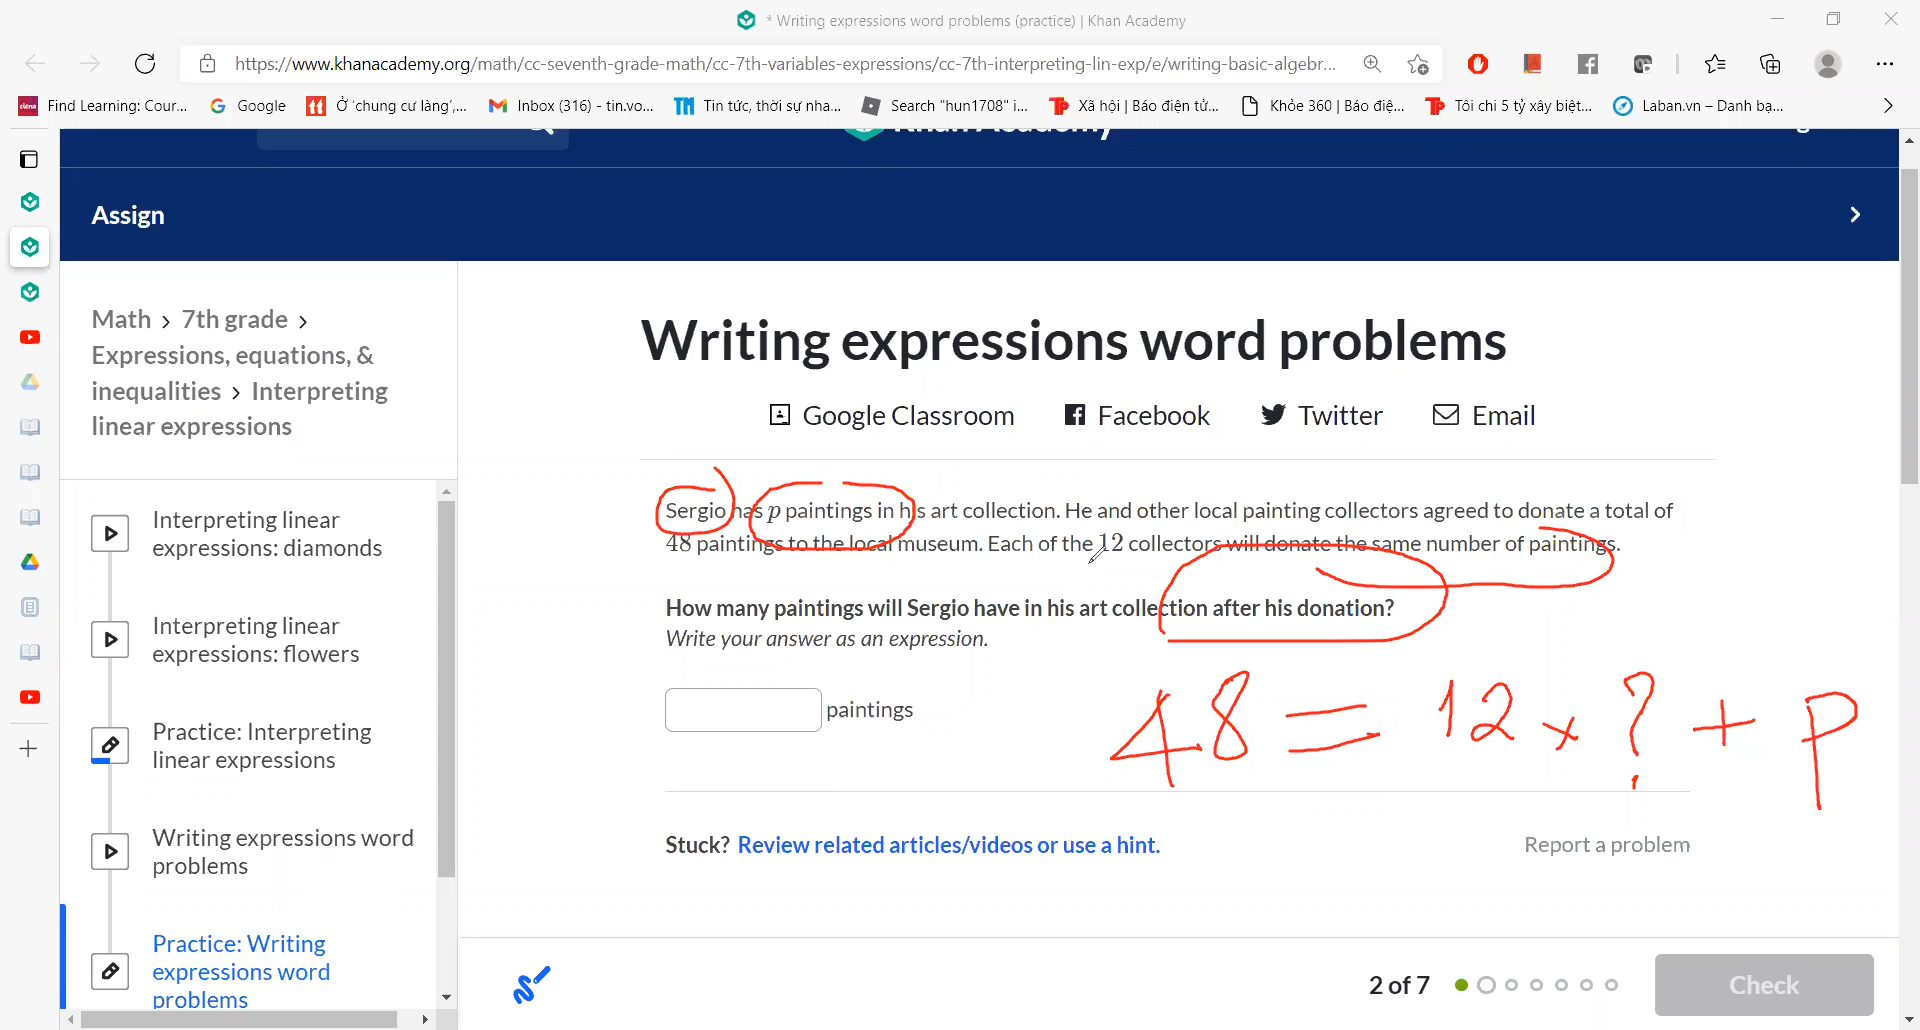 * Writing expressions word problems (practice) | Khan Academy
https://www.khanacademy.org/math/cc-seventh-grade-math/cc-7th-variables-expressions/cc-7th-interpreting-lin-exp/e/writing-basic-algebr...
Find Learning: Cour...
Google
Ở 'chung cư làng',...
Inbox (316) - tin.vo...
Tin tức, thời sự nha...
Search "hun1708" i...
Xã hội | Báo điện tử...
Khỏe 360 | Báo điệ...
Tôi chi 5 tỷ xây biệt...
Laban.vn – Danh bạ...
Khan Academy
Assign
Math > 7th grade >
Expressions, equations, &
inequalities > Interpreting
linear expressions
Interpreting linear
expressions: diamonds
Interpreting linear
expressions: flowers
Practice: Interpreting
linear expressions
Writing expressions word
problems
Practice: Writing
expressions word
problems
Writing expressions word problems
Google Classroom
Facebook
Twitter
Email
Sergio has p paintings in his art collection. He and other local painting collectors agreed to donate a total of
48 paintings to the local museum. Each of the 12 collectors will donate the same number of paintings.
How many paintings will Sergio have in his art collection after his donation?
Write your answer as an expression.
paintings
48 = 12 x ? + p
Stuck? Review related articles/videos or use a hint.
Report a problem
2 of 7
Check